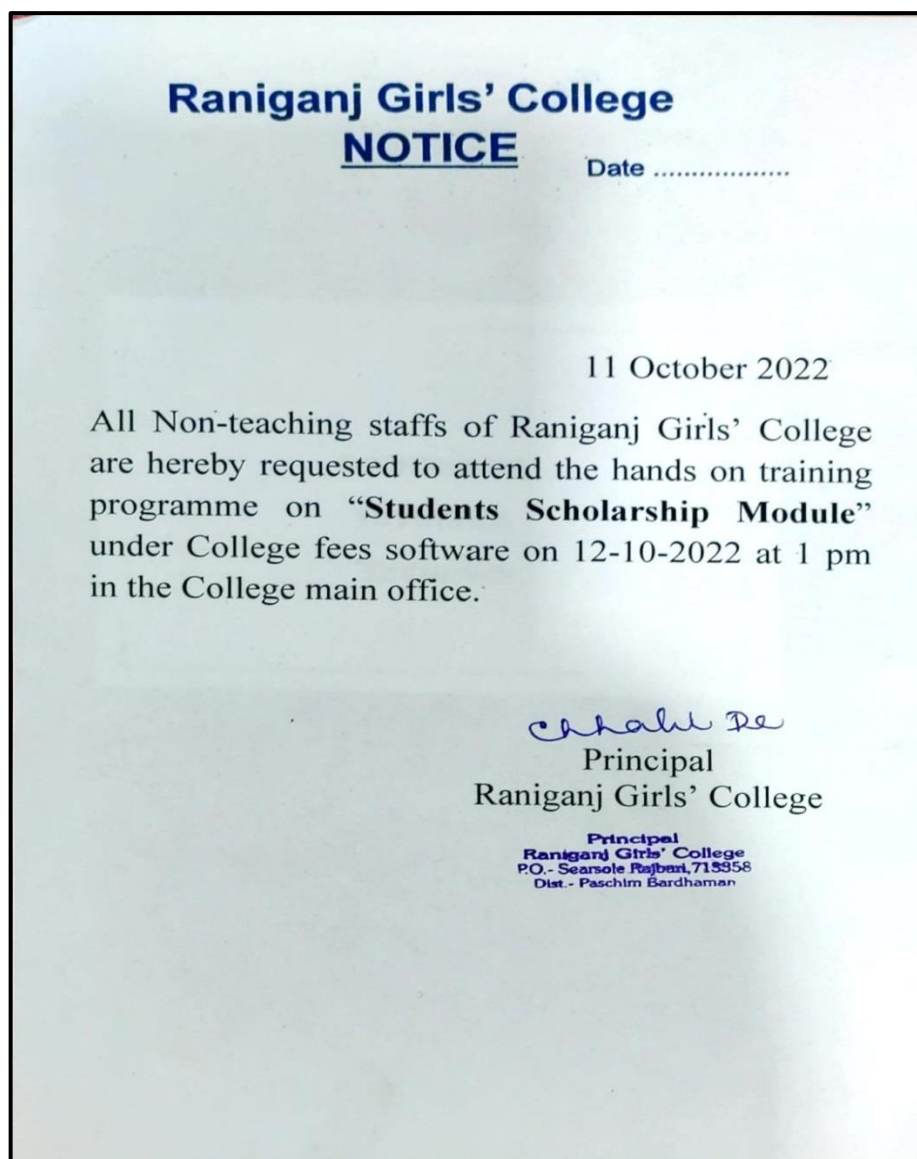 Raniganj Girls' College
NOTICE
Date ..................
11 October 2022
All Non-teaching staffs of Raniganj Girls' College
are hereby requested to attend the hands on training
programme on “Students Scholarship Module”
under College fees software on 12-10-2022 at 1 pm
in the College main office.
Chhabi De
Principal
Raniganj Girls' College
Principal
Raniganj Girls' College
P.O.- Searsole Rajbari,
Dist.- Paschim Bardhaman